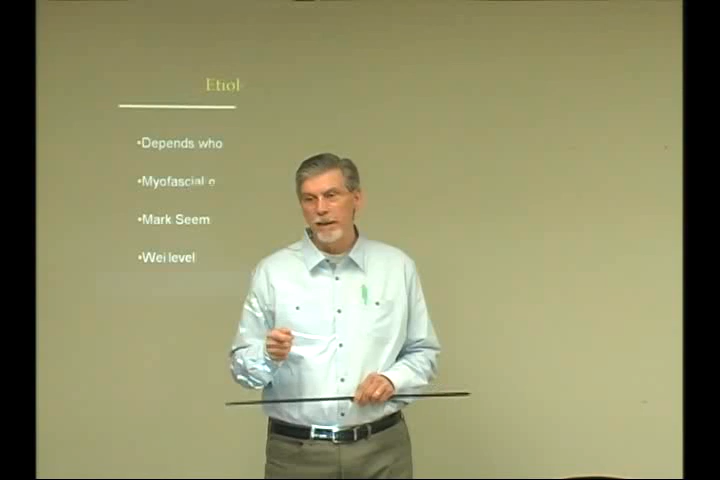 Etiol
•Depends who
•Myofascial o
•Mark Seem
•Wei level